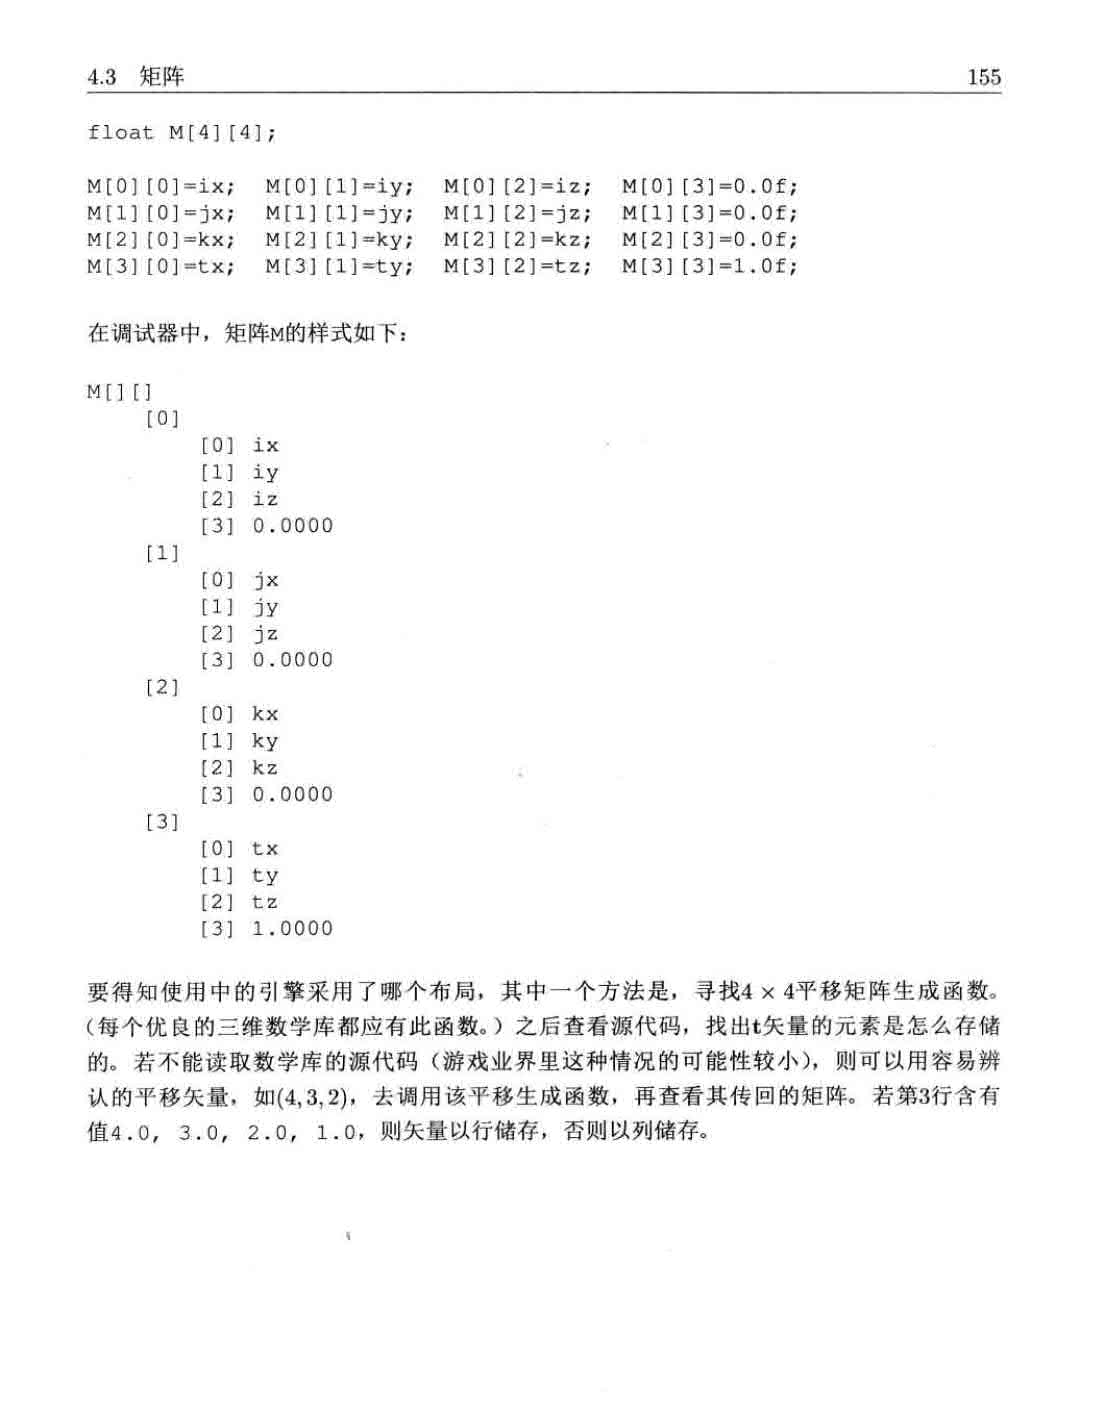 4.3 矩阵 155
float M[4][4];
M[0][0]=ix; M[0][1]=iy; M[0][2]=iz; M[0][3]=0.0f;
M[1][0]=jx; M[1][1]=jy; M[1][2]=jz; M[1][3]=0.0f;
M[2][0]=kx; M[2][1]=ky; M[2][2]=kz; M[2][3]=0.0f;
M[3][0]=tx; M[3][1]=ty; M[3][2]=tz; M[3][3]=1.0f;
在调试器中，矩阵M的样式如下：
M[][]
[0]
[0] ix
[1] iy
[2] iz
[3] 0.0000
[1]
[0] jx
[1] jy
[2] jz
[3] 0.0000
[2]
[0] kx
[1] ky
[2] kz
[3] 0.0000
[3]
[0] tx
[1] ty
[2] tz
[3] 1.0000
要得知使用中的引擎采用了哪个布局，其中一个方法是，寻找4 × 4平移矩阵生成函数。
（每个优良的三维数学库都应有此函数。）之后查看源代码，找出t矢量的元素是怎么存储
的。若不能读取数学库的源代码（游戏业界里这种情况的可能性较小），则可以用容易辨
认的平移矢量，如(4,3,2)，去调用该平移生成函数，再查看其传回的矩阵。若第3行含有
值4.0, 3.0, 2.0, 1.0，则矢量以行储存，否则以列储存。